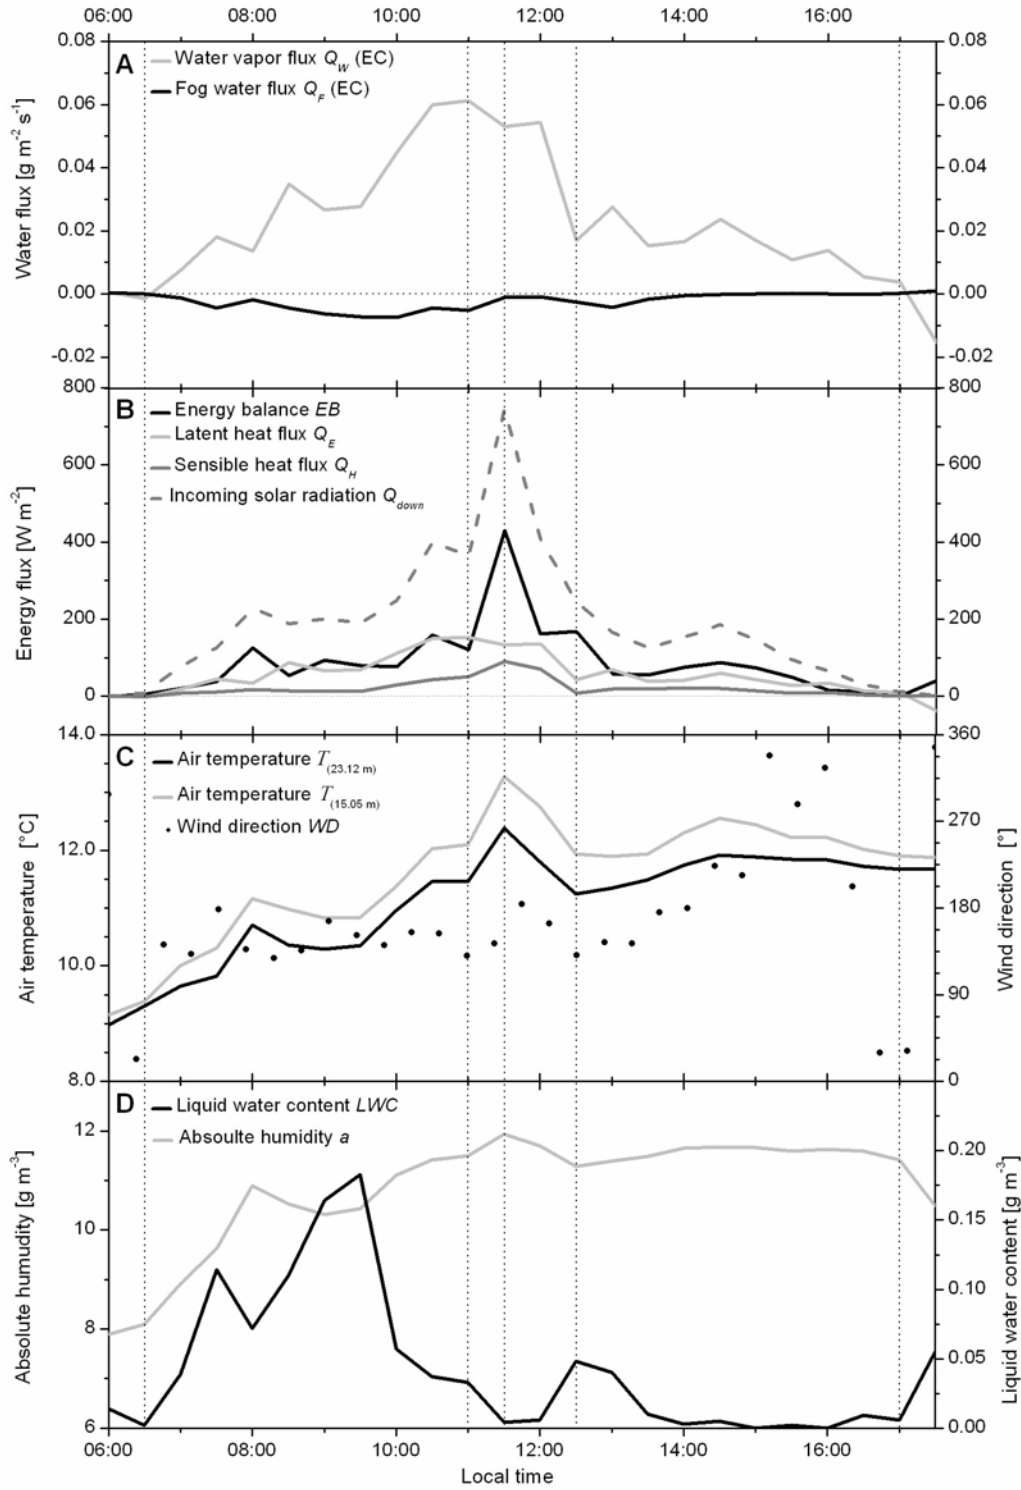 06:00 08:00 10:00 12:00 14:00 16:00
0.08 0.08
A
Water vapor flux Q_W (EC)
Fog water flux Q_F (EC)
0.06 0.06
0.04 0.04
0.02 0.02
0.00 0.00
-0.02 -0.02
Water flux [g m⁻² s⁻¹]
800 800
B
Energy balance EB
Latent heat flux Q_E
Sensible heat flux Q_H
Incoming solar radiation Q_down
600 600
400 400
200 200
0 0
Energy flux [W m⁻²]
14.0 360
C
Air temperature T(23.12 m)
Air temperature T(15.05 m)
Wind direction WD
270
12.0
180
10.0
90
8.0 0
Air temperature [°C]
Wind direction [°]
D
Liquid water content LWC
Absoulte humidity a
12
0.20
0.15
10
0.10
8
0.05
6 0.00
Absolute humudity [g m⁻³]
Liquid water content [g m⁻³]
06:00 08:00 10:00 12:00 14:00 16:00
Local time